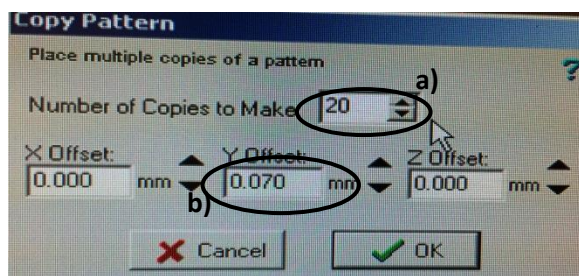 Copy Pattern
Place multiple copies of a pattern
?
a)
Number of Copies to Make 20
X Offset: Y Offset: Z Offset:
0.000 mm 0.070 mm 0.000 mm
b)
Cancel OK